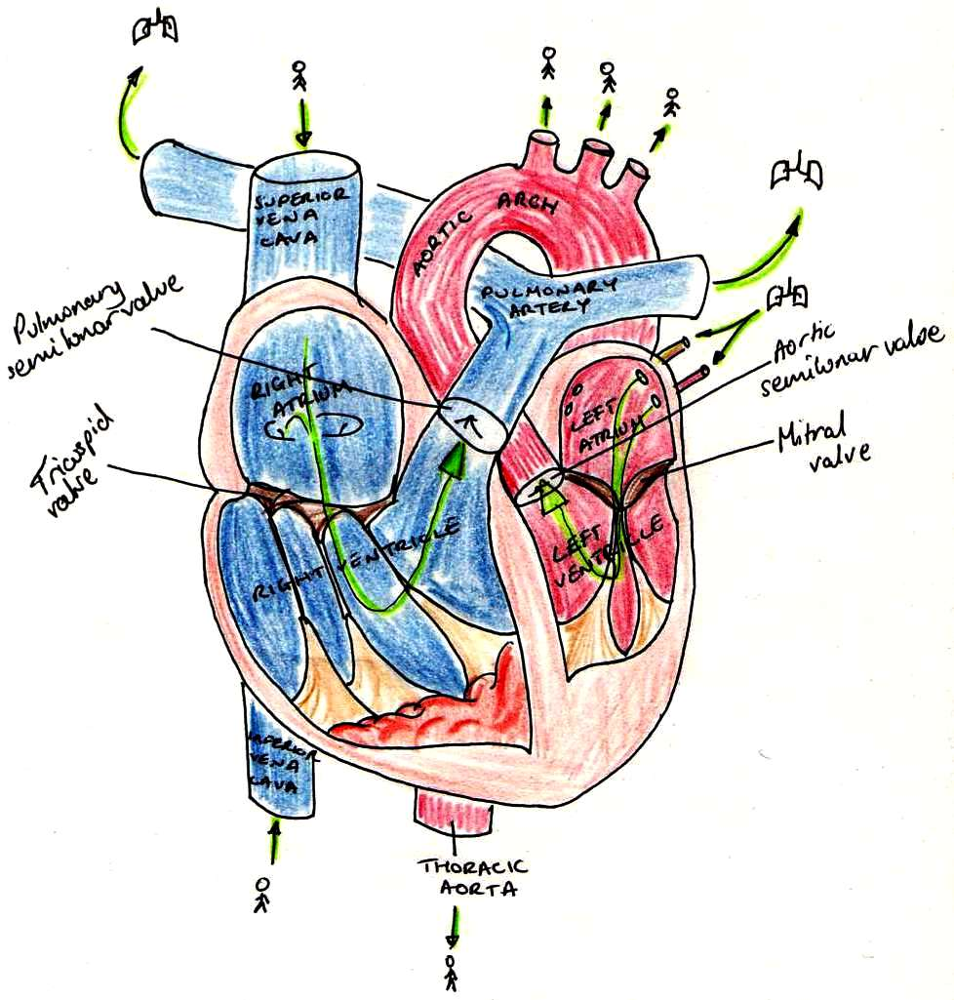 SUPERIOR
VENA
CAVA
AORTIC ARCH
PULMONARY
ARTERY
Pulmonary
semilunar valve
Aortic
semilunar valve
RIGHT
ATRIUM
LEFT
ATRIUM
Mitral
valve
Tricuspid
valve
RIGHT VENTRICLE
LEFT
VENTRILLE
INFERIOR
VENA
CAVA
THORACIC
AORTA